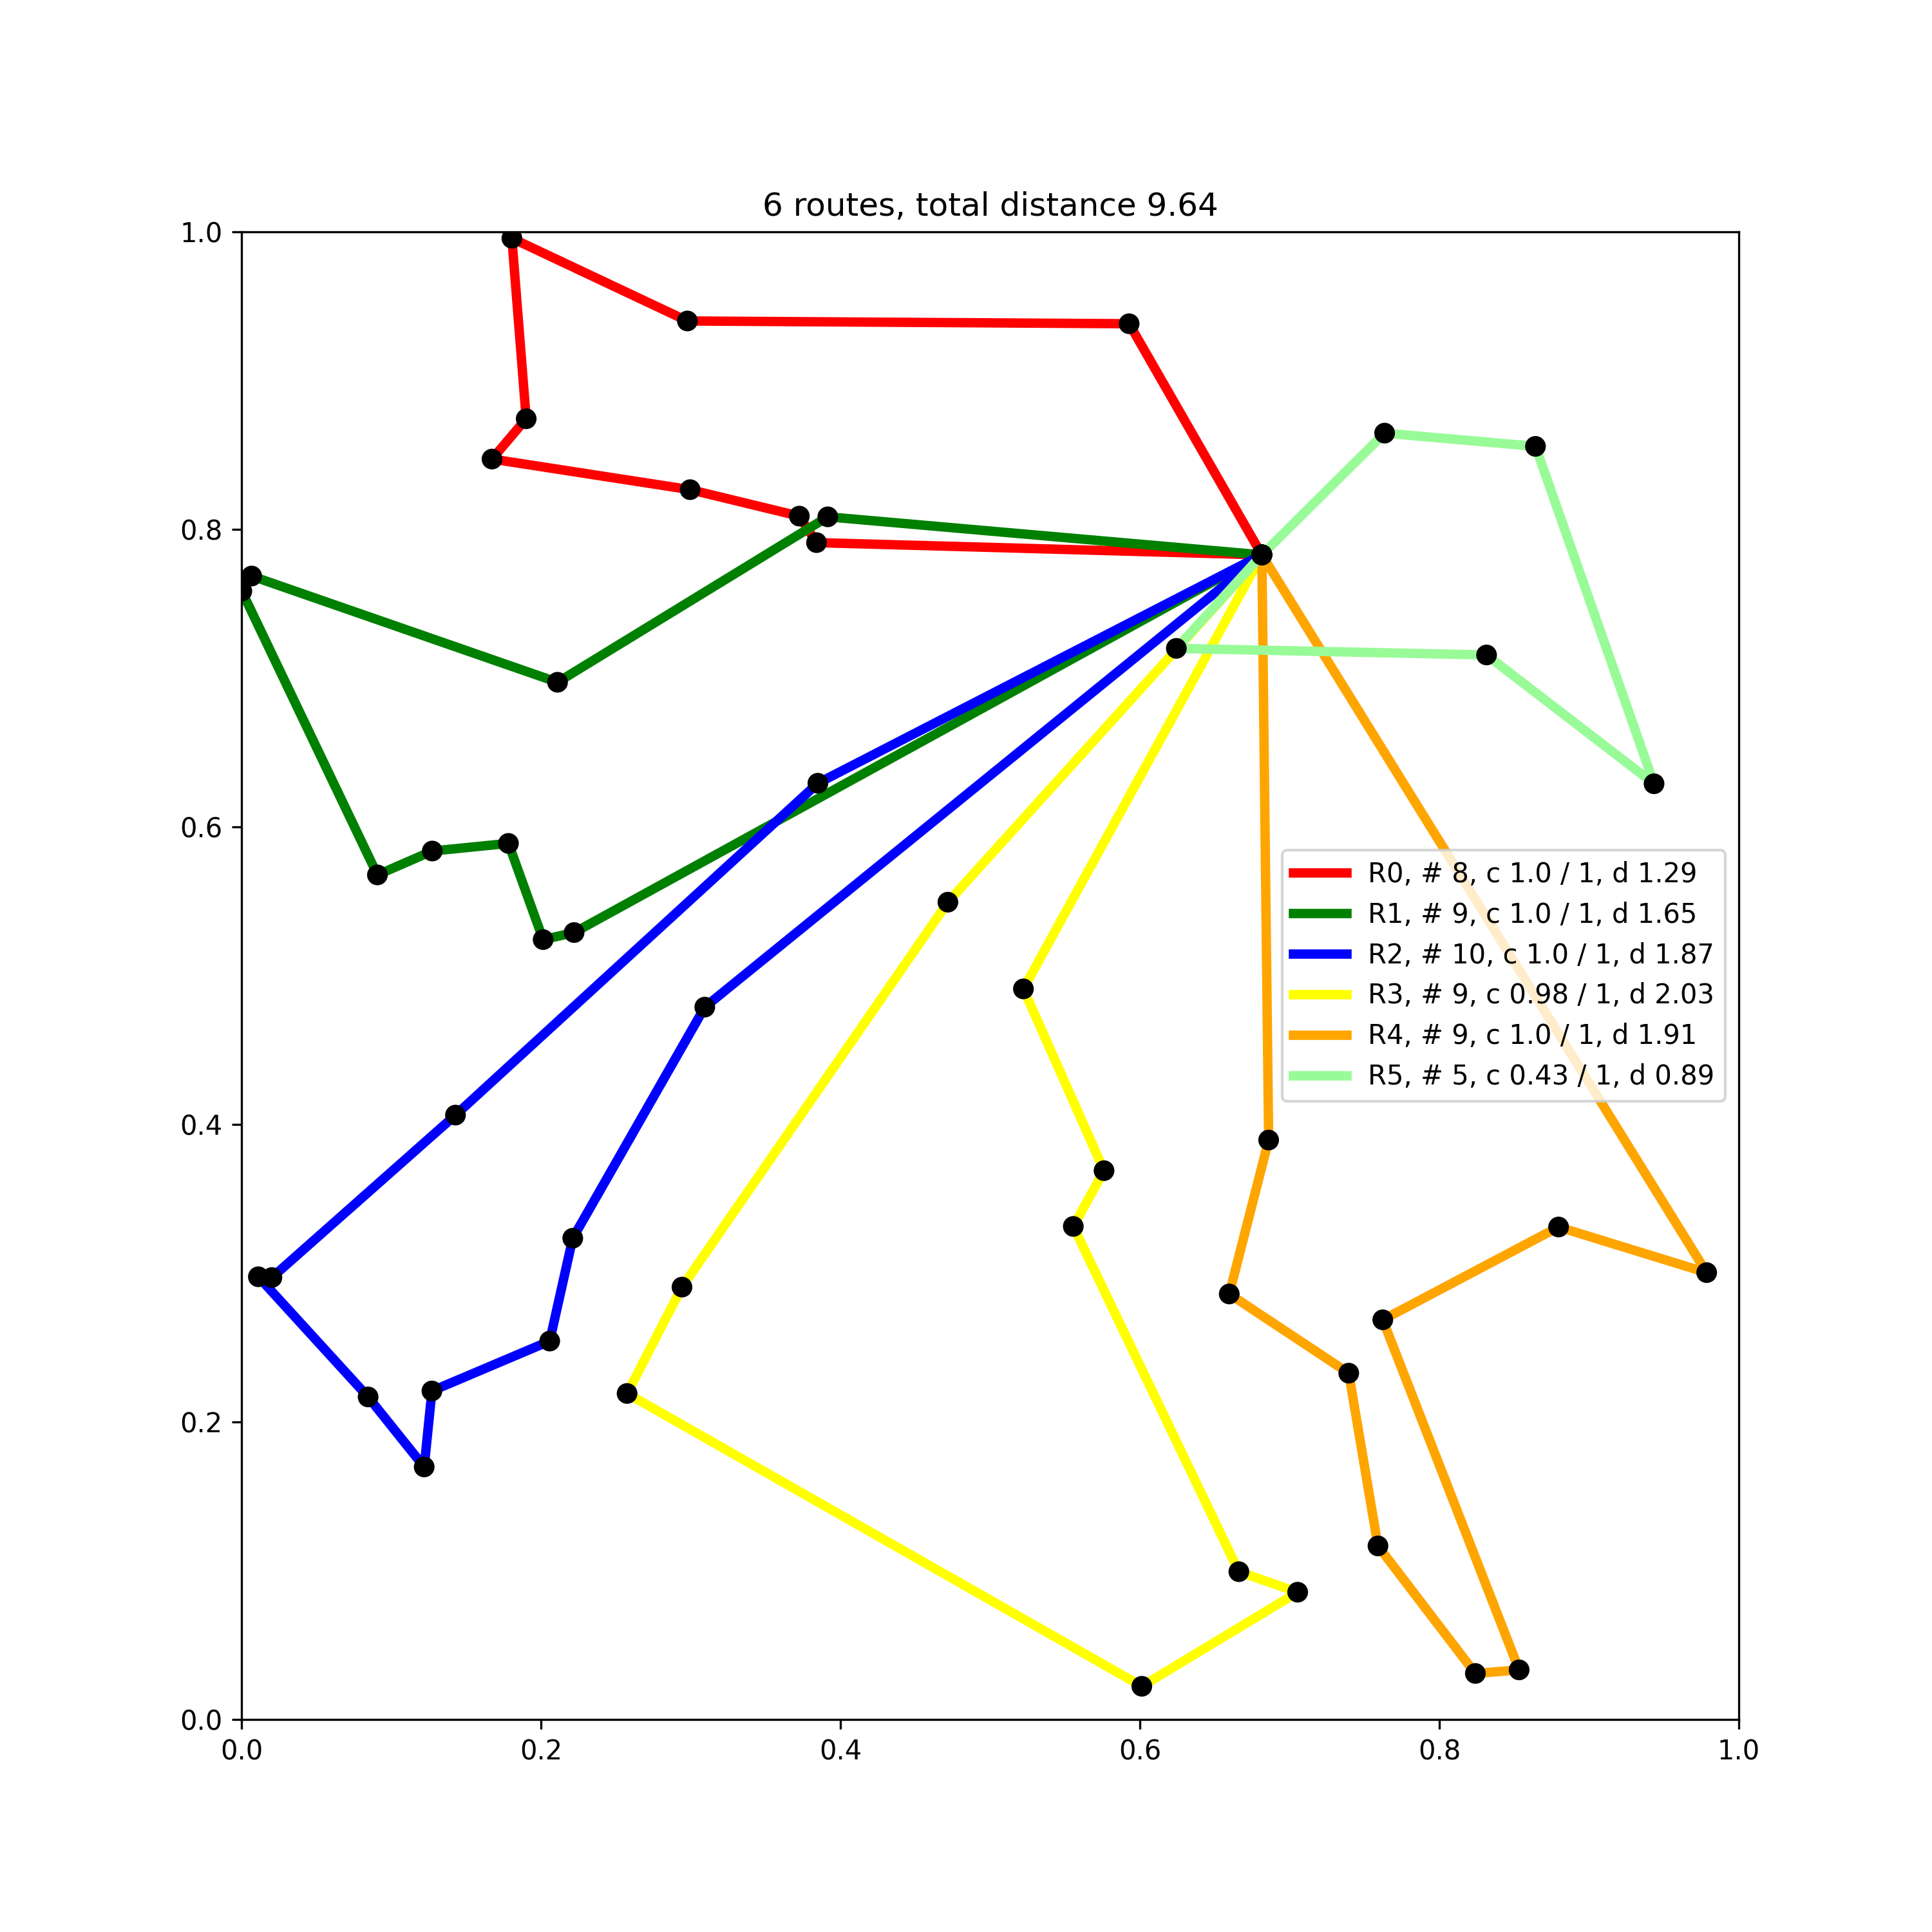 6 routes, total distance 9.64
1.0
0.8
0.6
0.4
0.2
0.0
R0, # 8, c 1.0 / 1, d 1.29
R1, # 9, c 1.0 / 1, d 1.65
R2, # 10, c 1.0 / 1, d 1.87
R3, # 9, c 0.98 / 1, d 2.03
R4, # 9, c 1.0 / 1, d 1.91
R5, # 5, c 0.43 / 1, d 0.89
0.0 0.2 0.4 0.6 0.8 1.0